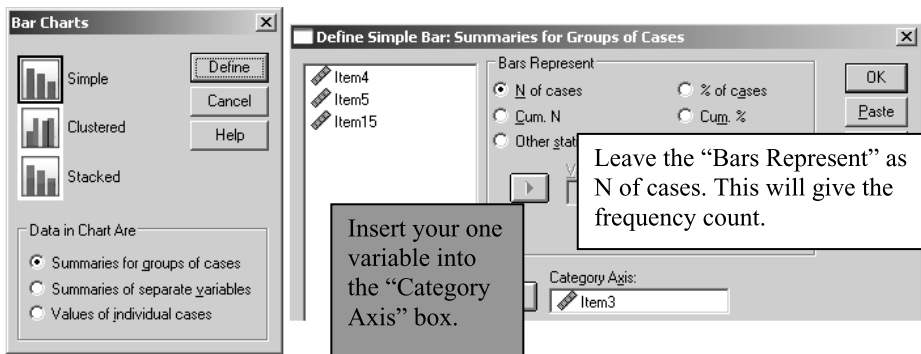 Bar Charts
Simple
Clustered
Stacked
Define
Cancel
Help
Data in Chart Are
Summaries for groups of cases
Summaries of separate variables
Values of individual cases
Define Simple Bar: Summaries for Groups of Cases
Item4
Item5
Item15
Bars Represent
N of cases
% of cases
Cum. N
Cum. %
Other stat
OK
Paste
Leave the “Bars Represent” as
N of cases. This will give the
frequency count.
Insert your one
variable into
the “Category
Axis” box.
Category Axis:
Item3